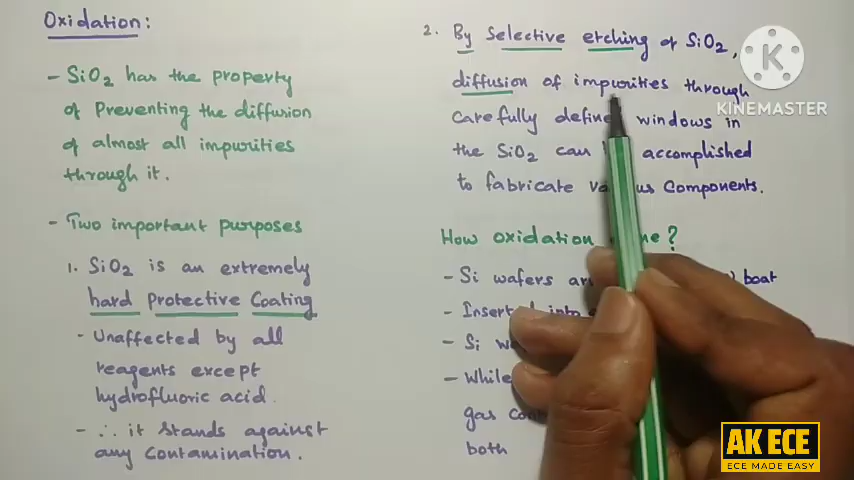 Oxidation:
- SiO2 has the property
of Preventing the diffusion
of almost all impurities
through it.
- Two important purposes
1. SiO2 is an extremely
hard Protective Coating
- Unaffected by all
reagents except
hydrofluoric acid.
- ∴ it stands against
any Contamination.
2. By Selective etching of SiO2,
diffusion of impurities through
carefully define windows in
the SiO2 can accomplished
to fabricate Components.
How oxidation ?
- Si wafers boat
- Inserted into
- Si
- While
gas
both
KINEMASTER
AK ECE
ECE MADE EASY